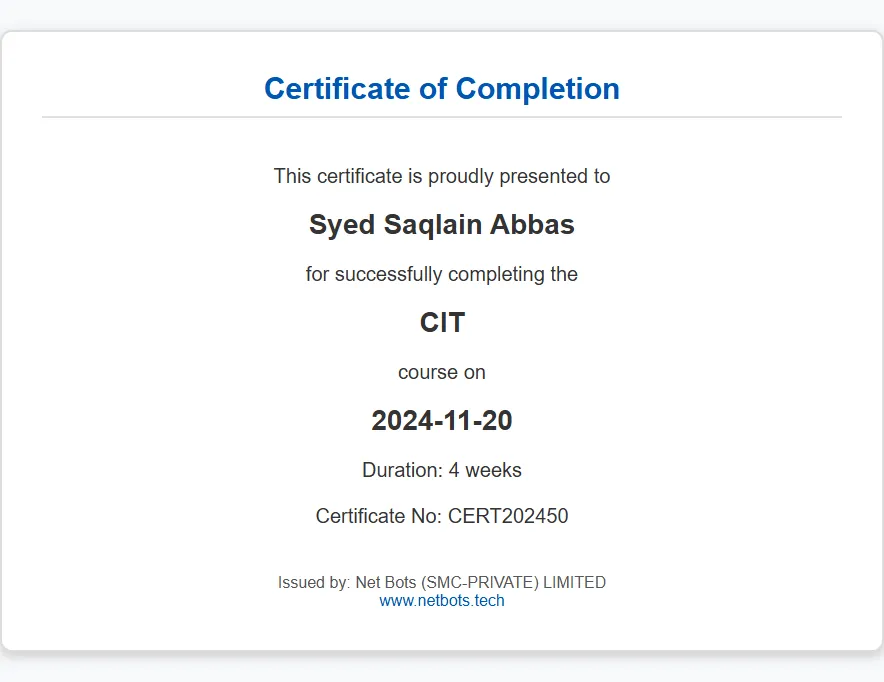 Certificate of Completion
This certificate is proudly presented to
Syed Saqlain Abbas
for successfully completing the
CIT
course on
2024-11-20
Duration: 4 weeks
Certificate No: CERT202450
Issued by: Net Bots (SMC-PRIVATE) LIMITED
www.netbots.tech